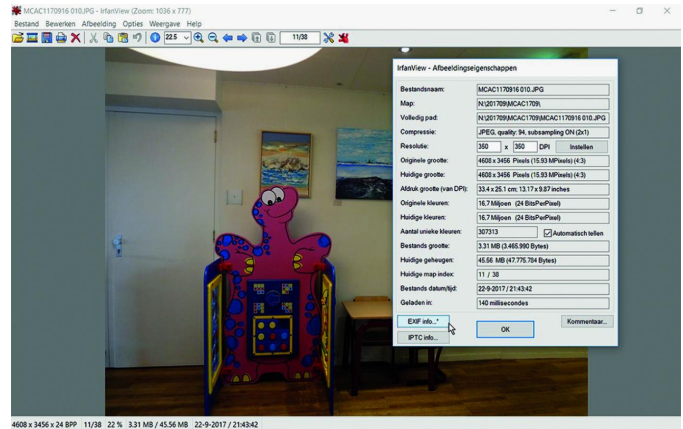 MCAC1170916 010.JPG - IrfanView (Zoom: 1036 x 777)
Bestand Bewerken Afbeelding Opties Weergave Help
22.5 11/38
IrfanView - Afbeeldingseigenschappen
Bestandsnaam: MCAC1170916 010.JPG
Map: N:\201709\MCAC1709\
Volledig pad: N:\201709\MCAC1709\MCAC1170916 010.JPG
Compressie: JPEG, quality: 94, subsampling ON (2x1)
Resolutie: 350 x 350 DPI Instellen
Originele grootte: 4608 x 3456 Pixels (15.93 MPixels) (4:3)
Huidige grootte: 4608 x 3456 Pixels (15.93 MPixels) (4:3)
Afdruk grootte (van DPI): 33.4 x 25.1 cm; 13.17 x 9.87 inches
Originele kleuren: 16,7 Miljoen (24 BitsPerPixel)
Huidige kleuren: 16,7 Miljoen (24 BitsPerPixel)
Aantal unieke kleuren: 307313 Automatisch tellen
Bestands grootte: 3.31 MB (3.465.990 Bytes)
Huidige geheugen: 45.56 MB (47.775.784 Bytes)
Huidige map index: 11 / 38
Bestands datum/tijd: 22-9-2017 / 21:43:42
Geladen in: 140 millisecondes
EXIF info...* OK Kommentaar...
IPTC info...
4608 x 3456 x 24 BPP 11/38 22 % 3.31 MB / 45.56 MB 22-9-2017 / 21:43:42